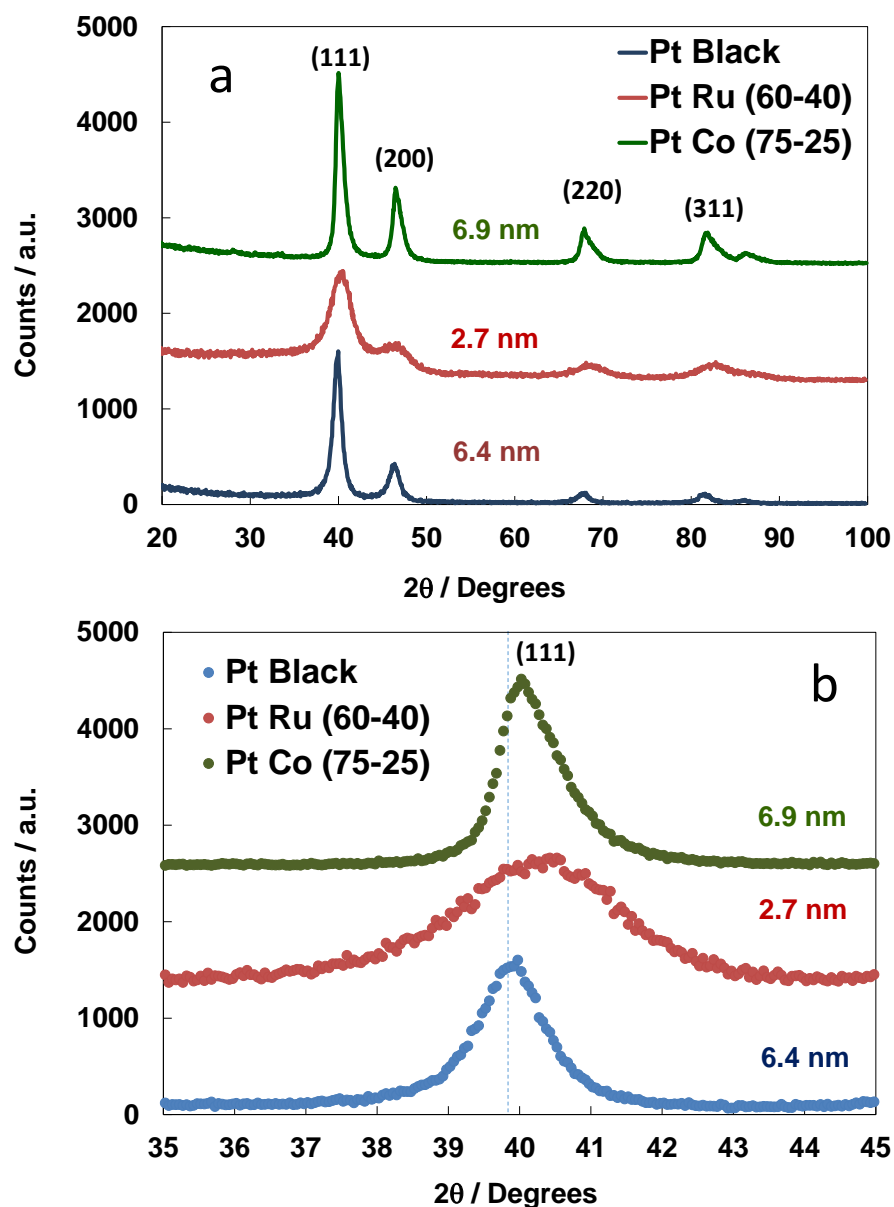 a
Pt Black
Pt Ru (60-40)
Pt Co (75-25)
(111)
(200)
(220)
(311)
6.9 nm
2.7 nm
6.4 nm
5000
4000
3000
2000
1000
0
Counts / a.u.
20 30 40 50 60 70 80 90 100
2θ / Degrees
b
Pt Black
Pt Ru (60-40)
Pt Co (75-25)
(111)
6.9 nm
2.7 nm
6.4 nm
5000
4000
3000
2000
1000
0
Counts / a.u.
35 36 37 38 39 40 41 42 43 44 45
2θ / Degrees